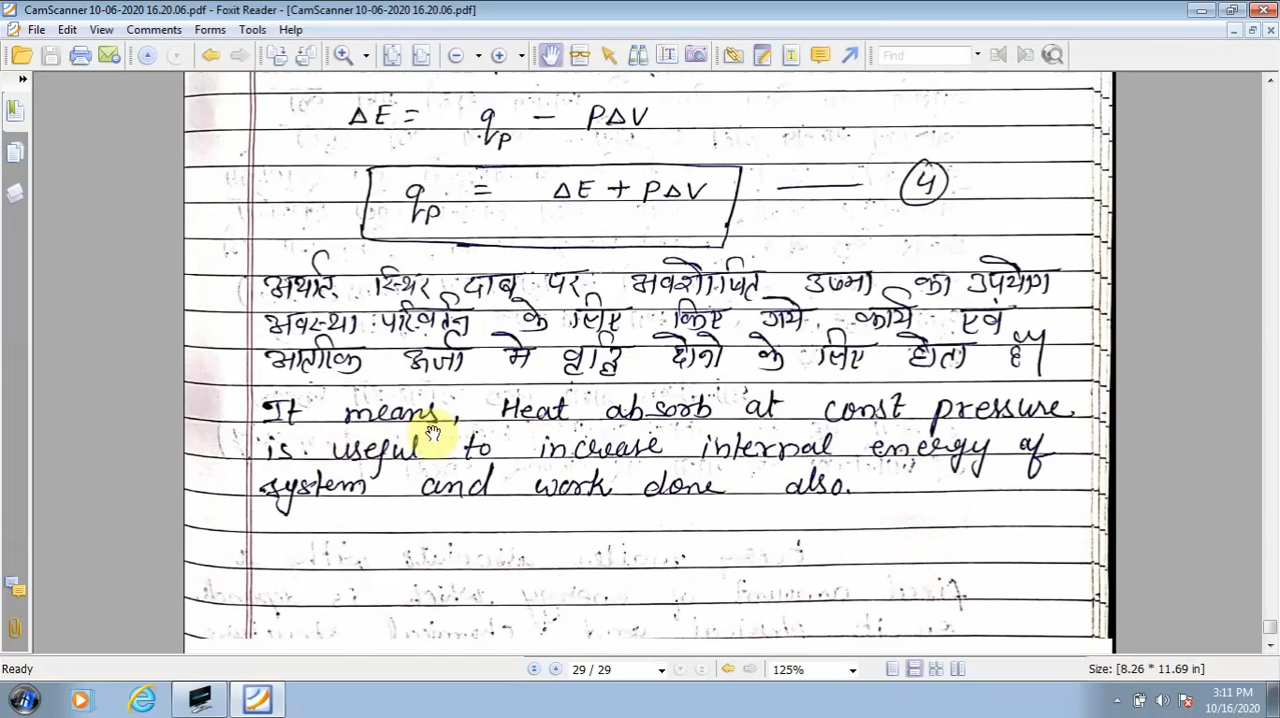 CamScanner 10-06-2020 16.20.06.pdf - Foxit Reader - [CamScanner 10-06-2020 16.20.06.pdf]
File Edit View Comments Forms Tools Help
Find
ΔE = qp - PΔV
qp = ΔE + PΔV —— ④
अर्थात् स्थिर दाब पर अवशोषित उष्मा का उपयोग
अवस्था परिवर्तन के लिए किए गये कार्य एवं
आंतरिक ऊर्जा मे वृद्धि दोनो के लिए होता है।
It means, Heat absorb at const pressure
is useful to increase internal energy of
system and work done also.
Ready
29 / 29
125%
Size: [8.26 * 11.69 in]
3:11 PM
10/16/2020